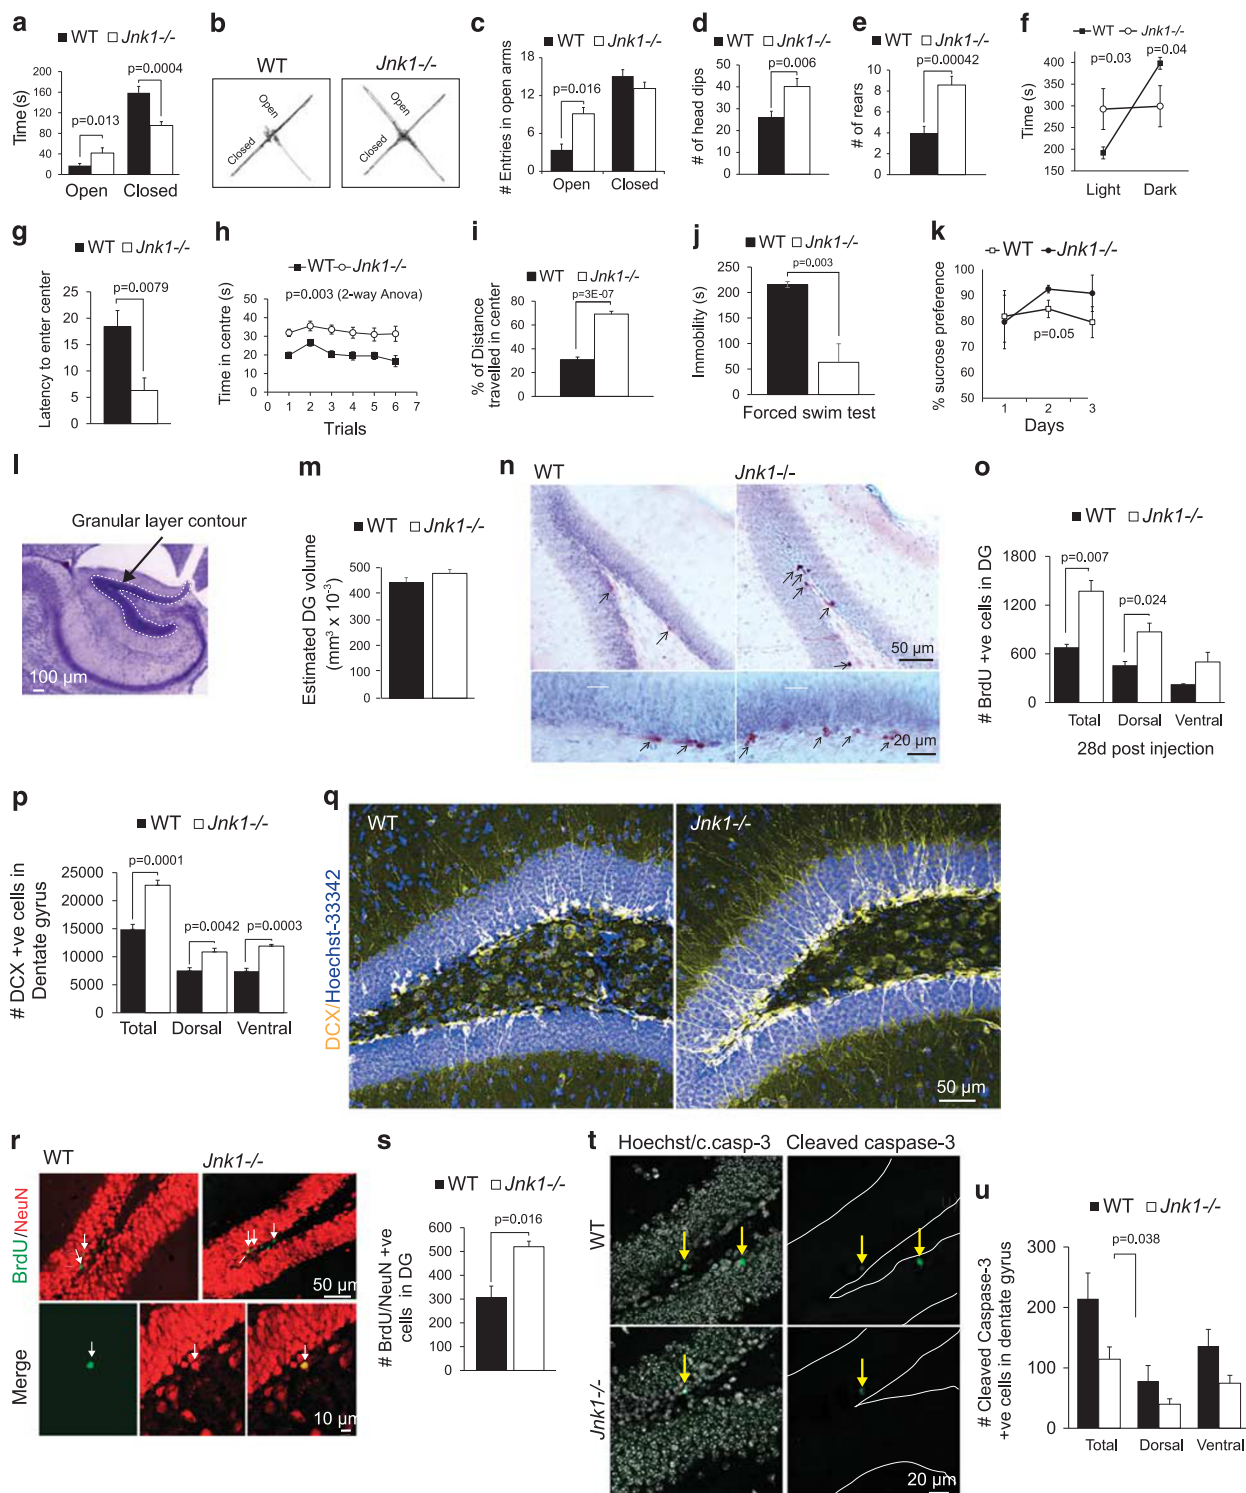 a
WT Jnk1-/-
p=0.0004
p=0.013
Time(s)
200
160
120
80
40
0
Open Closed
b
WT
Jnk1-/-
Open
Closed
Open
Closed
c
WT Jnk1-/-
p=0.016
# Entries in open arms
18
12
6
0
Open Closed
d
WT Jnk1-/-
p=0.006
# of head dips
50
40
30
20
10
0
e
WT Jnk1-/-
p=0.00042
# of rears
10
8
6
4
2
0
f
WT Jnk1-/-
p=0.04
p=0.03
Time (s)
400
350
300
250
200
150
Light Dark
g
WT Jnk1-/-
p=0.0079
Latency to enter center
25
20
15
10
5
0
h
WT Jnk1-/-
p=0.003 (2-way Anova)
Time in centre (s)
50
40
30
20
10
0
0 1 2 3 4 5 6 7
Trials
i
WT Jnk1-/-
p=3E-07
% of Distance
travelled in center
80
60
40
20
0
j
WT Jnk1-/-
p=0.003
Immobility (s)
250
200
150
100
50
0
Forced swim test
k
WT Jnk1-/-
p=0.05
% sucrose preference
100
90
80
70
60
50
1 2 3
Days
l
Granular layer contour
100 µm
m
WT Jnk1-/-
Estimated DG volume
(mm³ x 10⁻³)
500
400
300
200
100
0
n
WT
Jnk1-/-
50 µm
20 µm
o
WT Jnk1-/-
p=0.007
p=0.024
# BrdU +ve cells in DG
1800
1200
600
0
Total Dorsal Ventral
28d post injection
p
WT Jnk1-/-
p=0.0001
p=0.0042
p=0.0003
# DCX +ve cells in
Dentate gyrus
25000
20000
15000
10000
5000
0
Total Dorsal Ventral
q
WT
Jnk1-/-
DCX/Hoechst-33342
50 µm
r
WT
Jnk1-/-
BrdU/NeuN
50 µm
Merge
10 µm
s
WT Jnk1-/-
p=0.016
# BrdU/NeuN +ve
cells in DG
600
500
400
300
200
100
0
t
Hoechst/c.casp-3
Cleaved caspase-3
WT
Jnk1-/-
20 µm
u
WT Jnk1-/-
p=0.038
# Cleaved Caspase-3
+ve cells in dentate gyrus
300
200
100
0
Total Dorsal Ventral